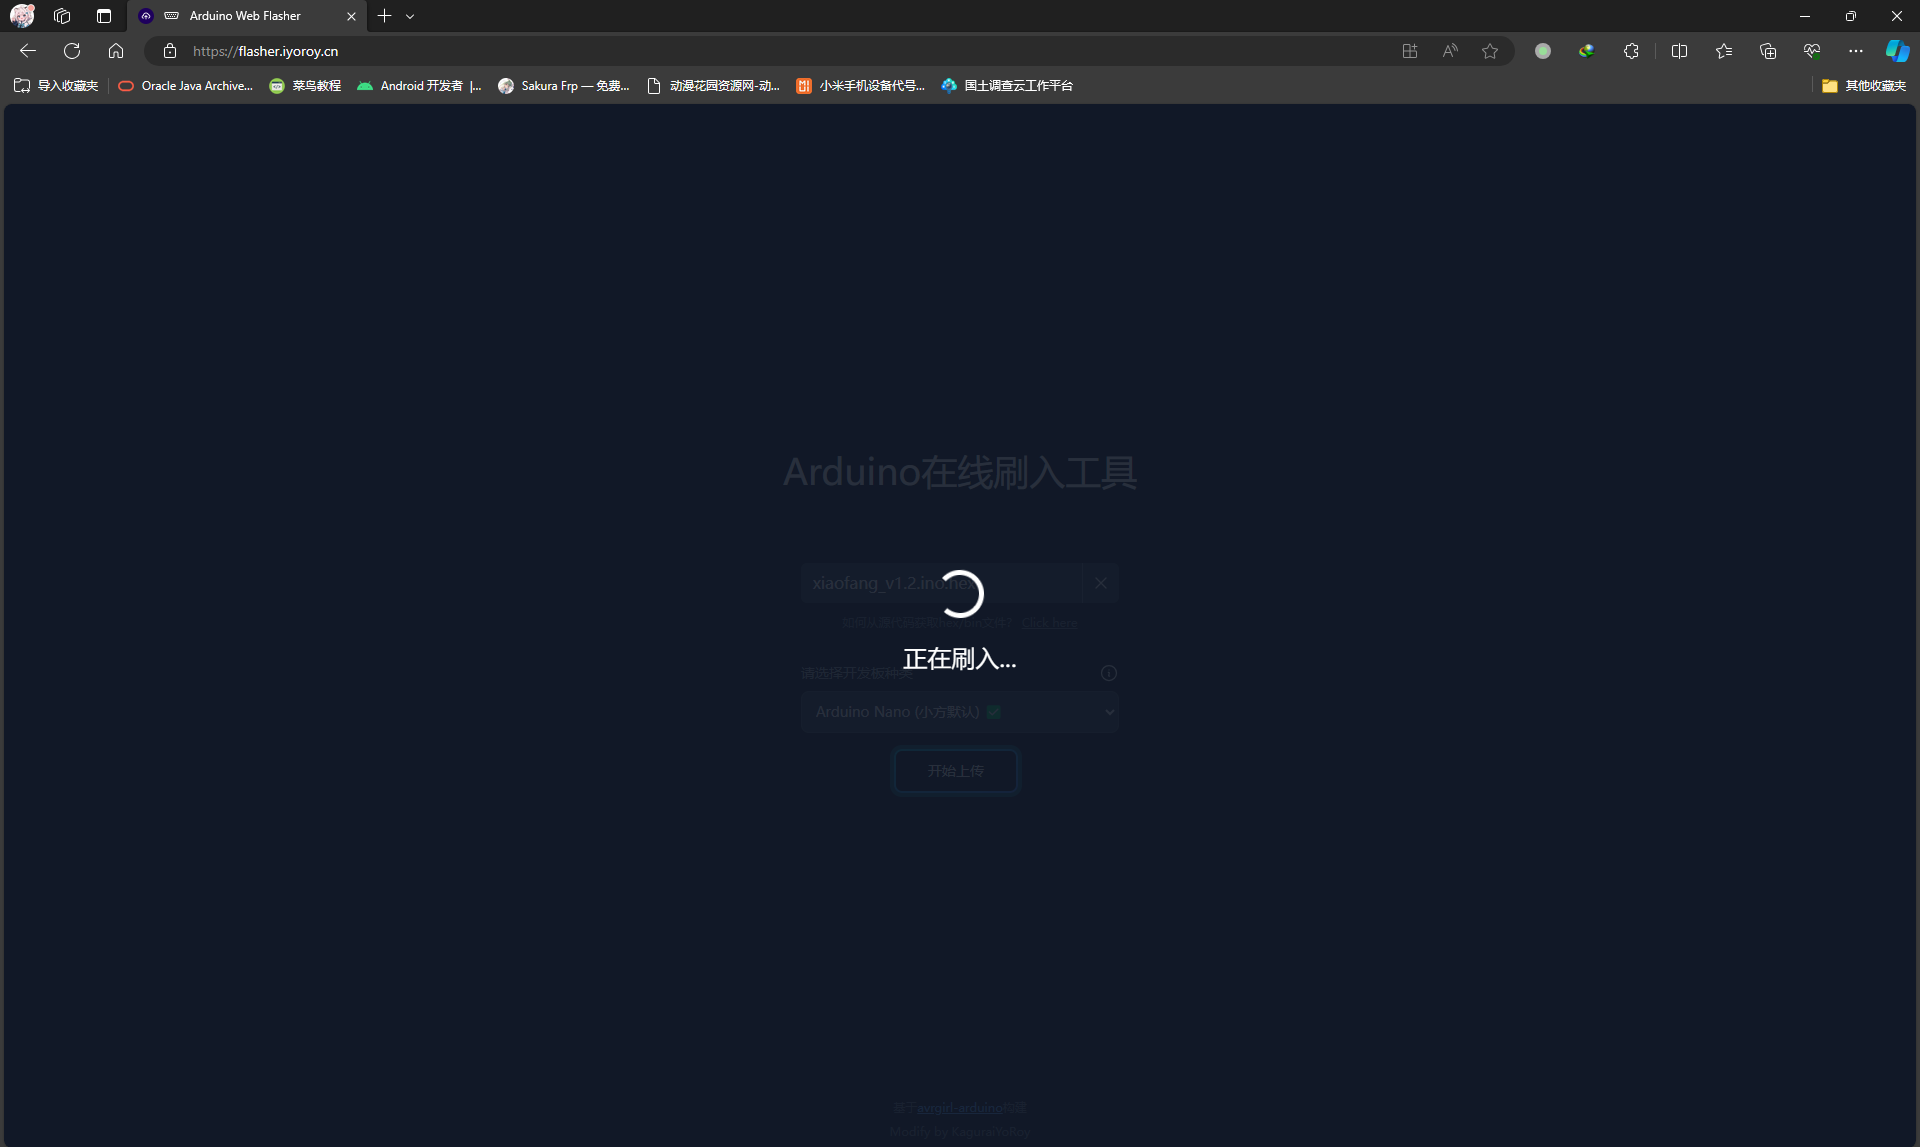 Arduino Web Flasher
https://flasher.iyoroy.cn
导入收藏夹
Oracle Java Archive...
菜鸟教程
Android 开发者 |...
Sakura Frp — 免费...
动漫花园资源网-动...
小米手机设备代号...
国土调查云工作平台
其他收藏夹
Arduino在线刷入工具
xiaofang_v1.2.ino.hex
Click here
正在刷入...
请选择开发板种类
Arduino Nano (小方默认)
开始上传
基于avrgirl-arduino构建
Modify by KaguraiYoRoy